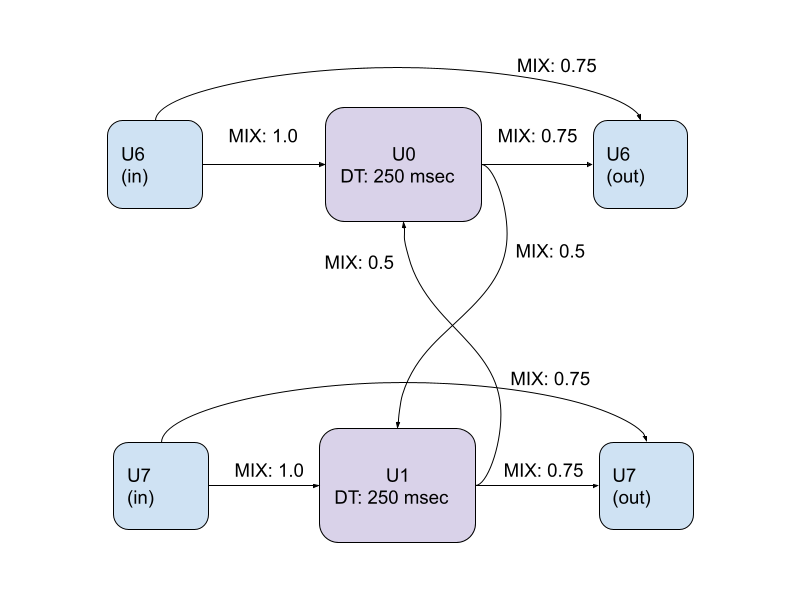 MIX: 0.75
U6
(in)
MIX: 1.0
U0
DT: 250 msec
MIX: 0.75
U6
(out)
MIX: 0.5
MIX: 0.5
MIX: 0.75
U7
(in)
MIX: 1.0
U1
DT: 250 msec
MIX: 0.75
U7
(out)